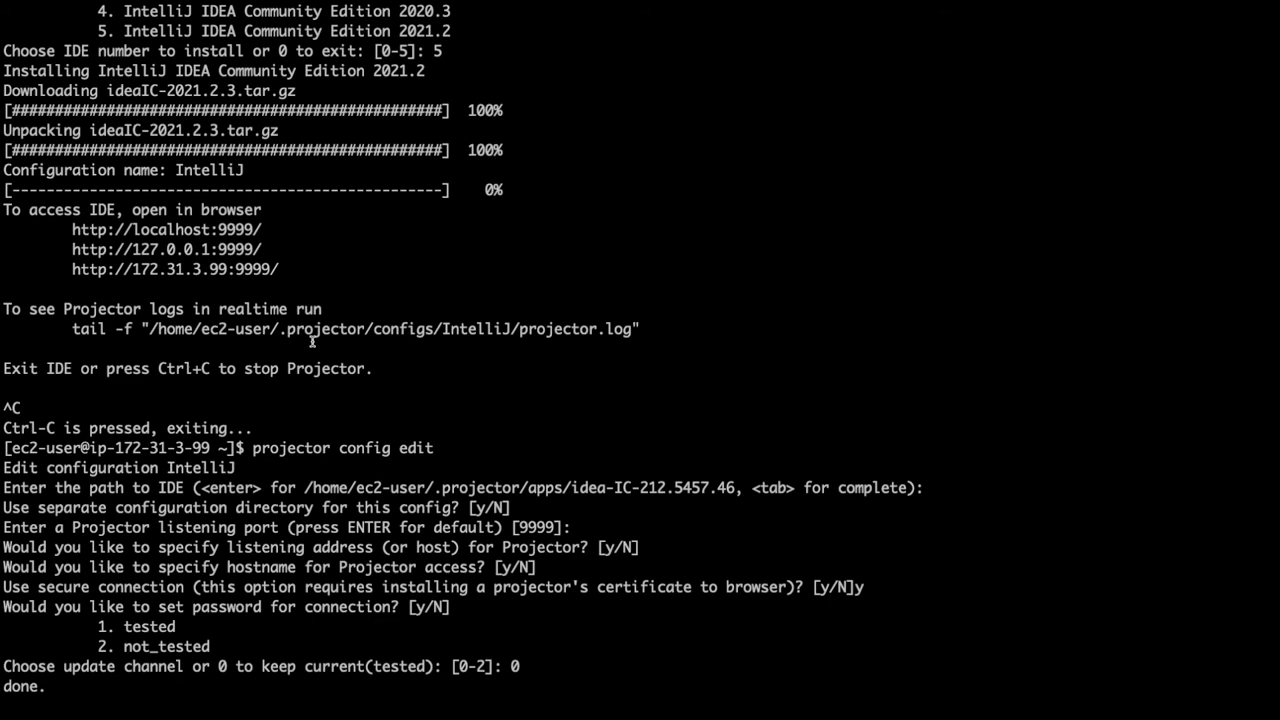 4. IntelliJ IDEA Community Edition 2020.3
5. IntelliJ IDEA Community Edition 2021.2
Choose IDE number to install or 0 to exit: [0-5]: 5
Installing IntelliJ IDEA Community Edition 2021.2
Downloading ideaIC-2021.2.3.tar.gz
[##################################################] 100%
Unpacking ideaIC-2021.2.3.tar.gz
[##################################################] 100%
Configuration name: IntelliJ
[--------------------------------------------------] 0%
To access IDE, open in browser
http://localhost:9999/
http://127.0.0.1:9999/
http://172.31.3.99:9999/
To see Projector logs in realtime run
tail -f "/home/ec2-user/.projector/configs/IntelliJ/projector.log"
Exit IDE or press Ctrl+C to stop Projector.
^C
Ctrl-C is pressed, exiting...
[ec2-user@ip-172-31-3-99 ~]$ projector config edit
Edit configuration IntelliJ
Enter the path to IDE (<enter> for /home/ec2-user/.projector/apps/idea-IC-212.5457.46, <tab> for complete):
Use separate configuration directory for this config? [y/N]
Enter a Projector listening port (press ENTER for default) [9999]:
Would you like to specify listening address (or host) for Projector? [y/N]
Would you like to specify hostname for Projector access? [y/N]
Use secure connection (this option requires installing a projector's certificate to browser)? [y/N]y
Would you like to set password for connection? [y/N]
1. tested
2. not_tested
Choose update channel or 0 to keep current(tested): [0-2]: 0
done.